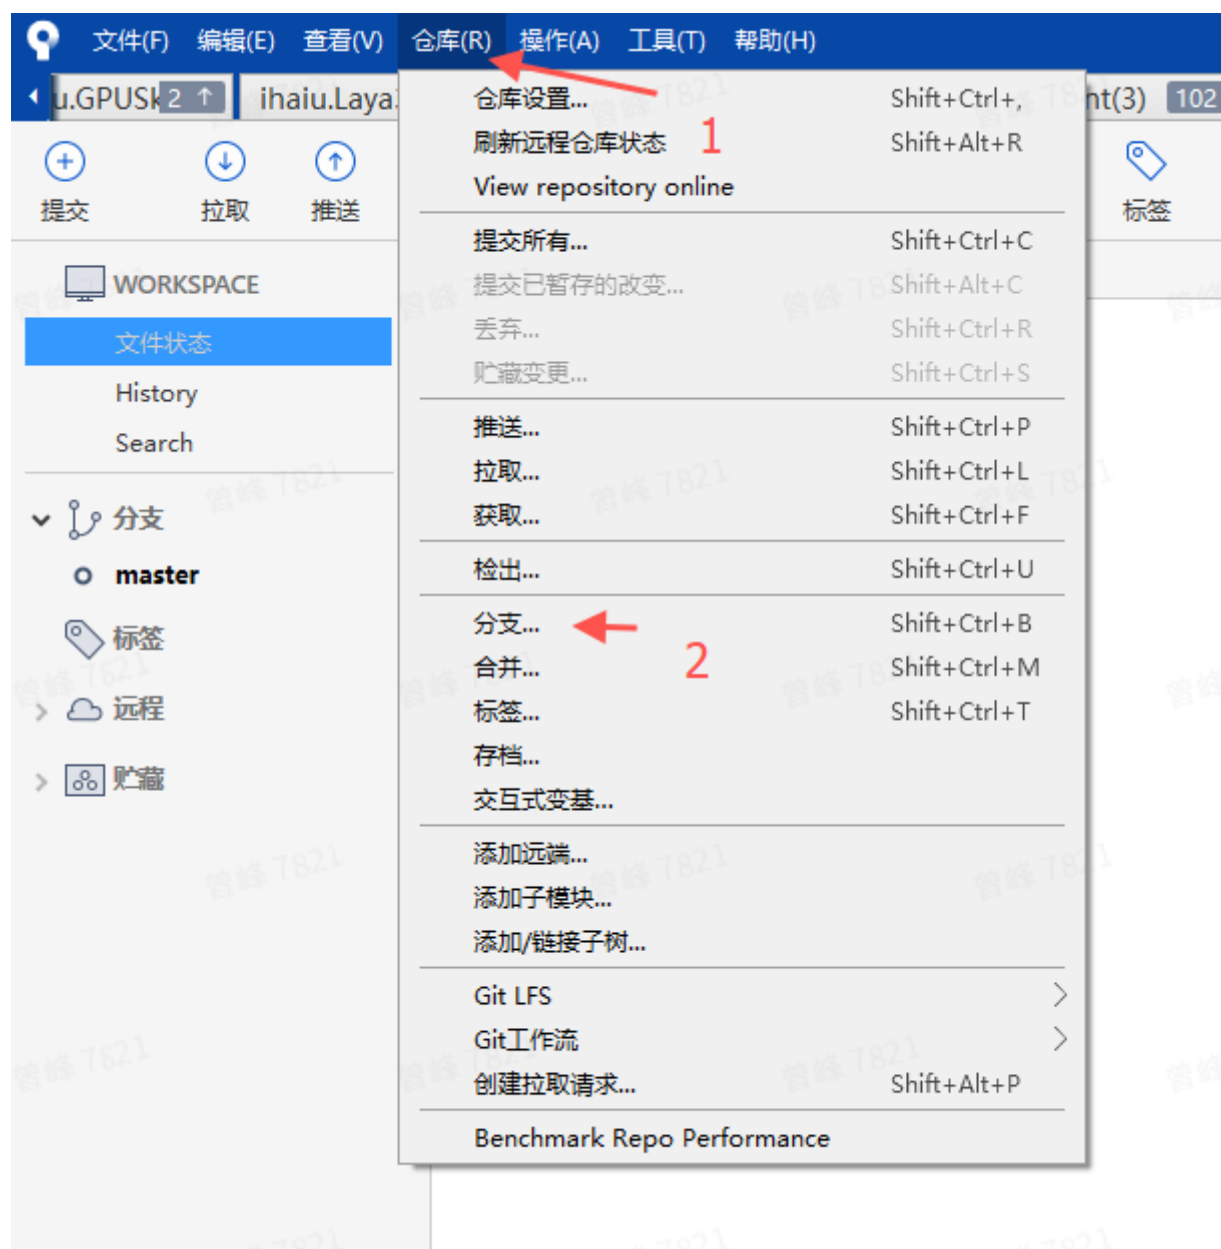 文件(F) 编辑(E) 查看(V) 仓库(R) 操作(A) 工具(T) 帮助(H)
u.GPUSk 2 ↑ ihaiu.Laya ht(3) 102
提交 拉取 推送 标签
WORKSPACE
文件状态
History
Search
分支
master
标签
远程
贮藏
仓库设置... Shift+Ctrl+,
刷新远程仓库状态 Shift+Alt+R
1
View repository online
提交所有... Shift+Ctrl+C
提交已暂存的改变... Shift+Alt+C
丢弃... Shift+Ctrl+R
贮藏变更... Shift+Ctrl+S
推送... Shift+Ctrl+P
拉取... Shift+Ctrl+L
获取... Shift+Ctrl+F
检出... Shift+Ctrl+U
分支... Shift+Ctrl+B
2
合并... Shift+Ctrl+M
标签... Shift+Ctrl+T
存档...
交互式变基...
添加远端...
添加子模块...
添加/链接子树...
Git LFS
Git工作流
创建拉取请求... Shift+Alt+P
Benchmark Repo Performance
管峰 7821